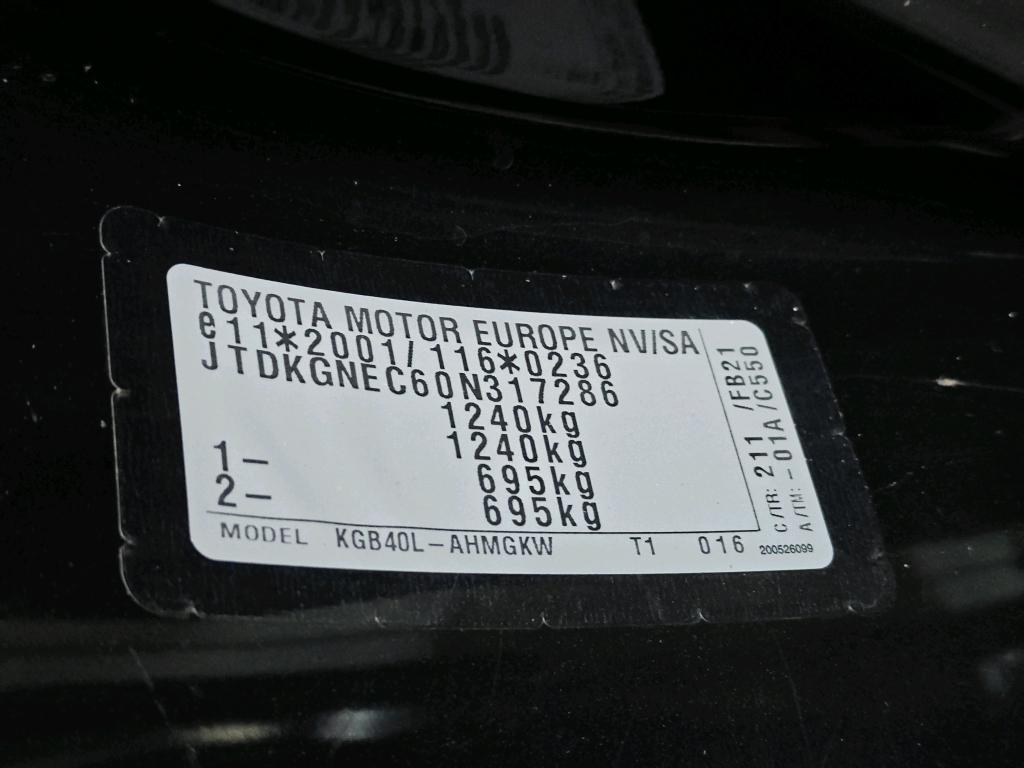 TOYOTA MOTOR EUROPE NV/SA
e11*2001/116*0236
JTDKGNEC60N317286
1240kg
1240kg
1- 695kg
2- 695kg
MODEL KGB40L-AHMGKW T1 016
C/TR: 211 /FB21
A/TM: -01A/C550
200526099